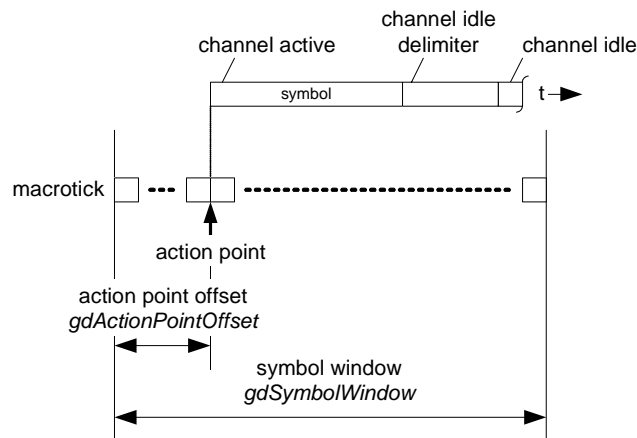 channel idle
channel active delimiter channel idle
symbol t
macrotick
action point
action point offset
gdActionPointOffset
symbol window
gdSymbolWindow